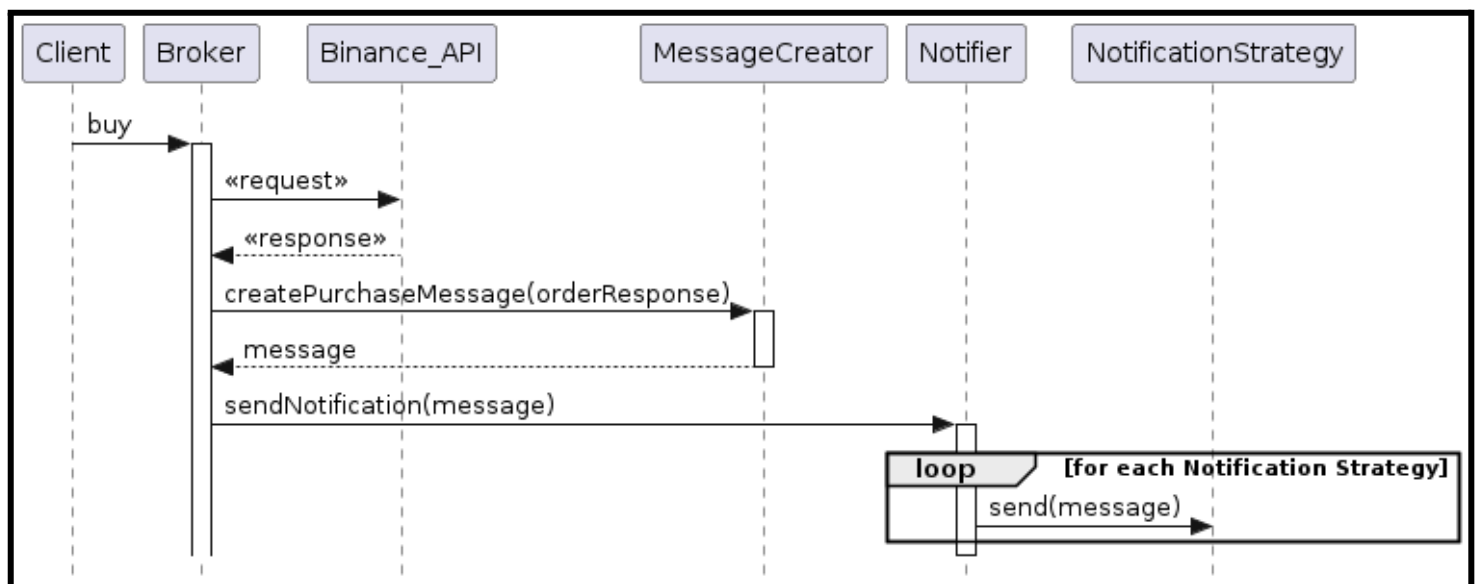 Client
Broker
Binance_API
MessageCreator
Notifier
NotificationStrategy
buy
«request»
«response»
createPurchaseMessage(orderResponse)
message
sendNotification(message)
loop
[for each Notification Strategy]
send(message)